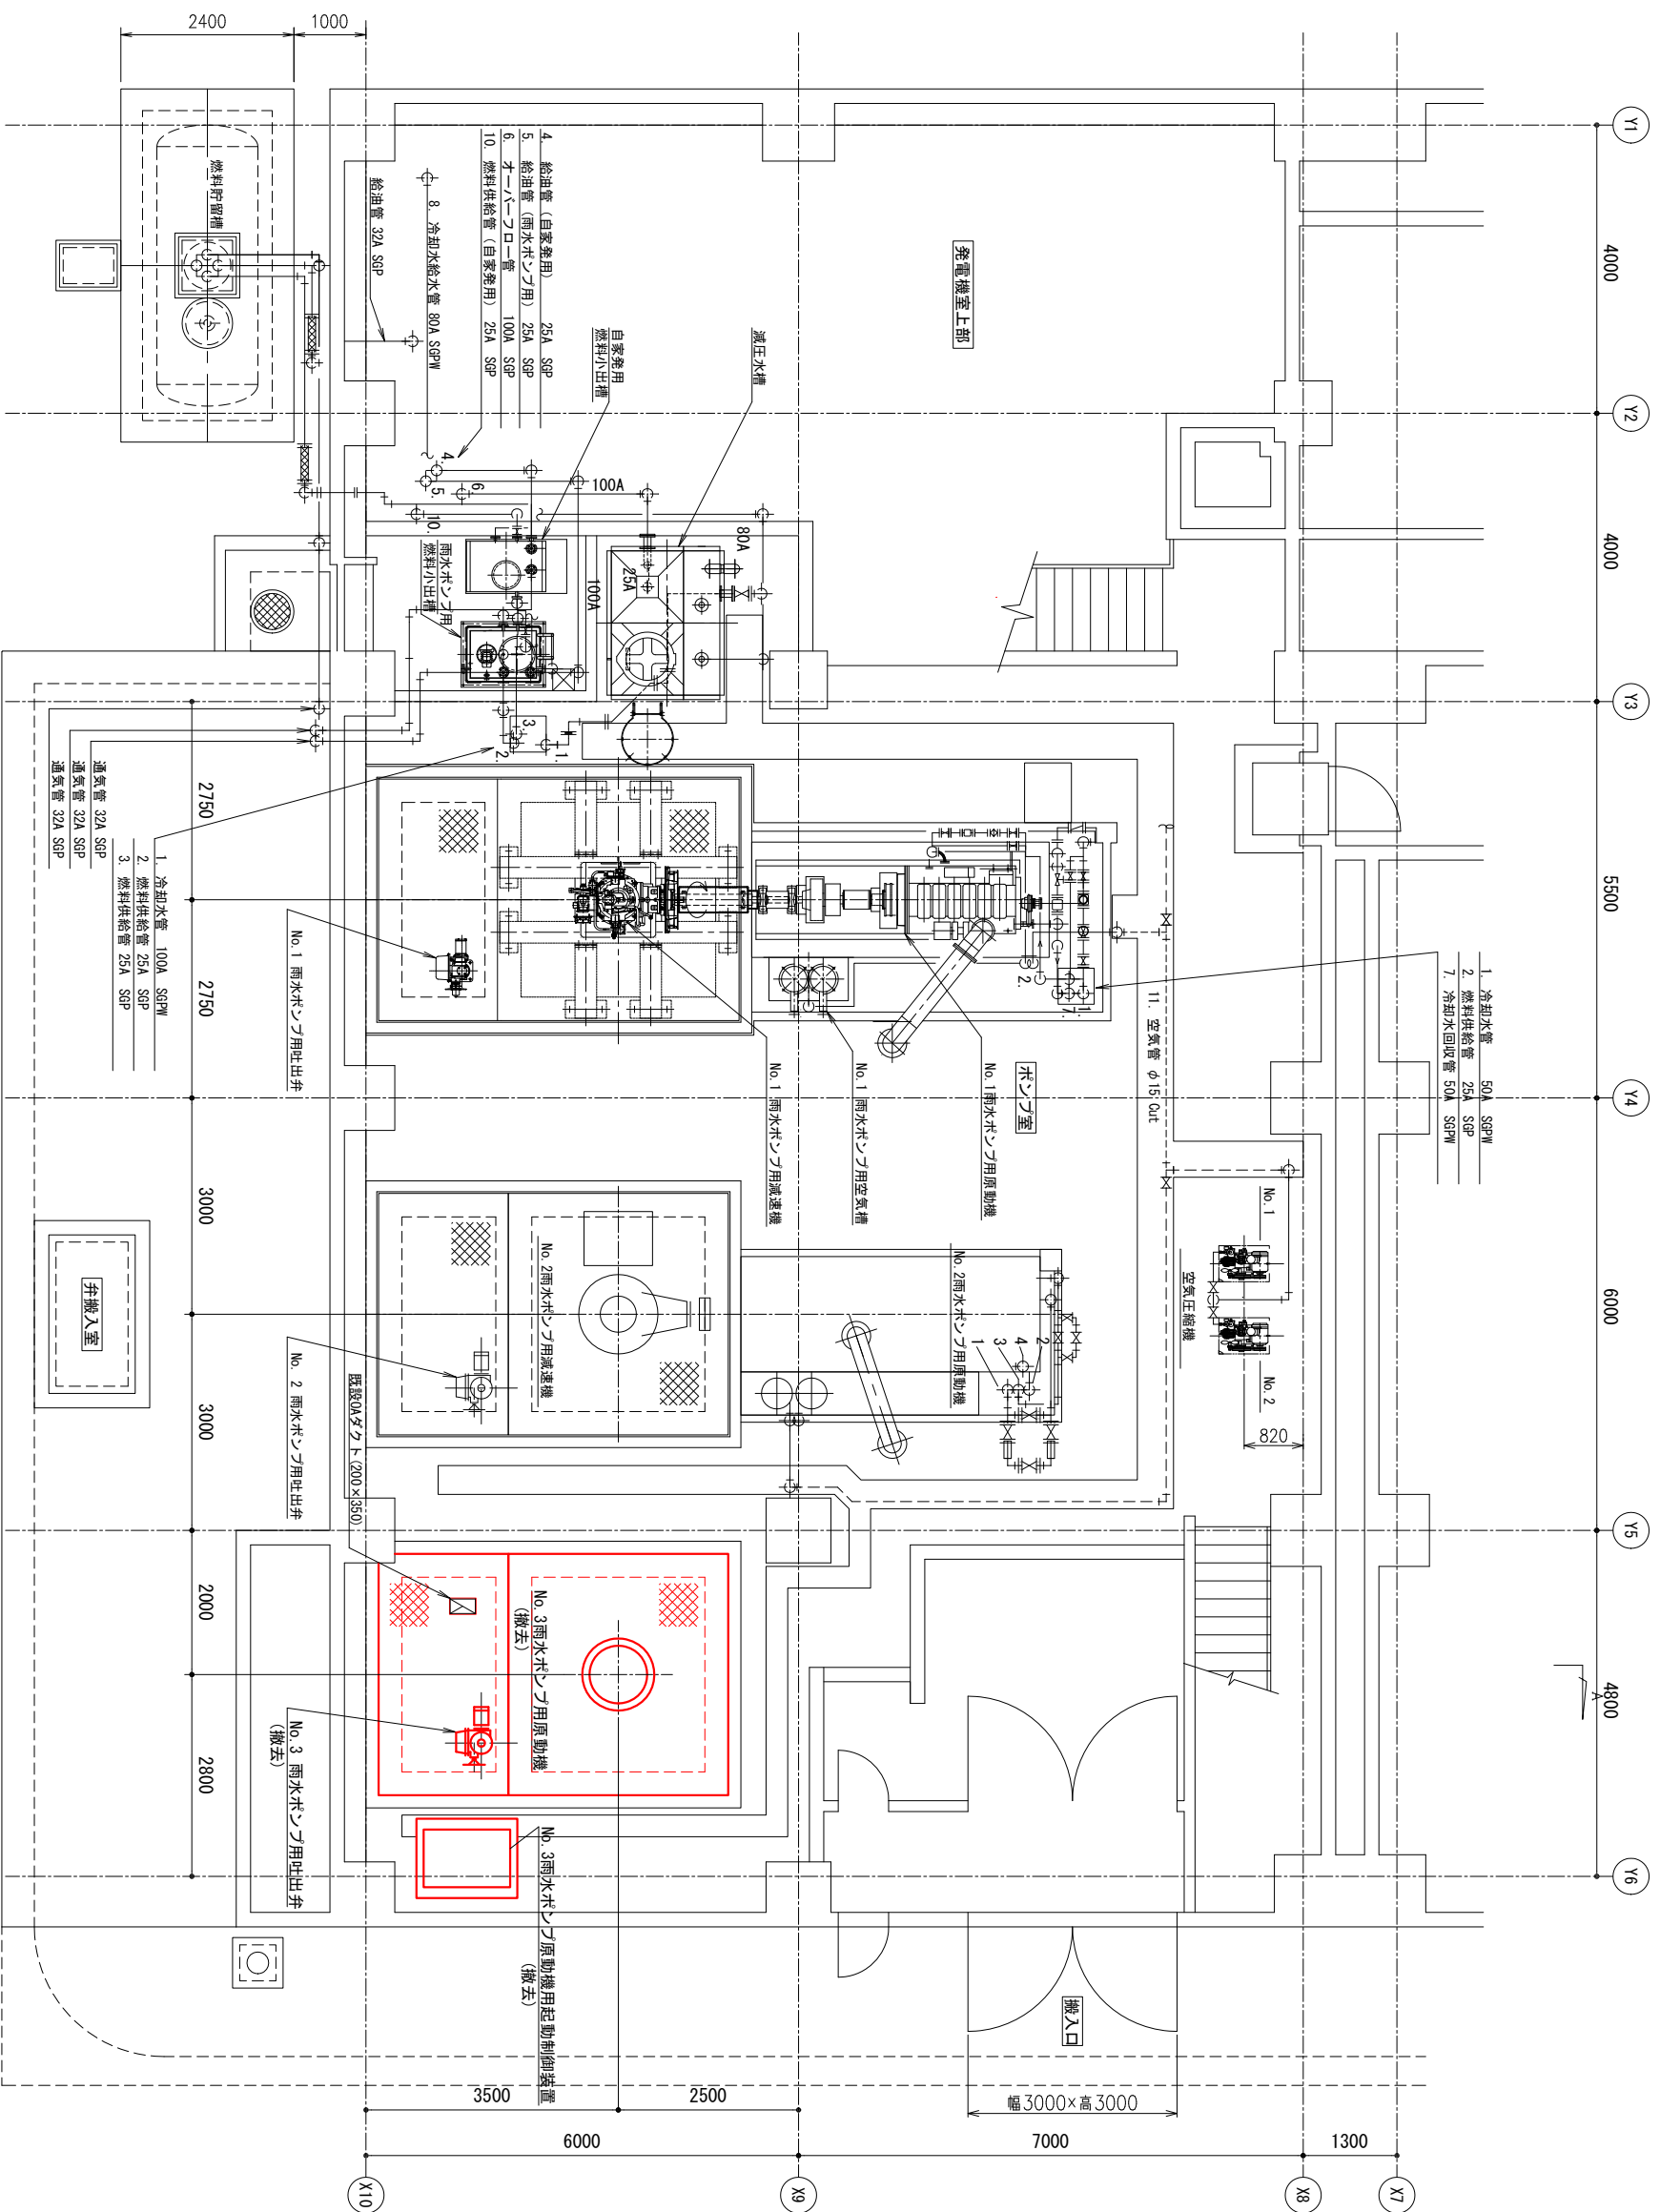 Y1
Y2
Y3
Y4
Y5
Y6
4000
4000
5500
6000
4800
A
1. 冷却水管 50A SGPW
2. 燃料供給管 25A SGP
7. 冷却水回収管 50A SGPW
発電機室上部
減圧水槽
自家発用
燃料小出槽
4. 給油管 (自家発用) 25A SGP
5. 給油管 (雨水ポンプ用) 25A SGP
6. オーバーフロー管 100A SGP
10. 燃料供給管 (自家発用) 25A SGP
8. 冷却水給水管 80A SGPW
給油管 32A SGP
燃料貯留槽
2400
1000
4.
5.
6.
10.
100A
80A
25A
100A
雨水ポンプ用
燃料小出槽
1.
2.
3.
通気管 32A SGP
通気管 32A SGP
通気管 32A SGP
1. 冷却水管 100A SGPW
2. 燃料供給管 25A SGP
3. 燃料供給管 25A SGP
2750
2750
3000
3000
2000
2800
1.
2.
7.
11. 空気管 φ15 Cut
ポンプ室
No.1雨水ポンプ用原動機
No.1 雨水ポンプ用空気槽
No.1 雨水ポンプ用減速機
No.1 雨水ポンプ用吐出弁
No.1
No.2
空気圧縮機
820
No.2雨水ポンプ用原動機
1
3
4
2
No.2雨水ポンプ用減速機
No. 2 雨水ポンプ用吐出弁
弁搬入室
既設OAダクト(200×350)
No.3雨水ポンプ用原動機
(撤去)
No.3 雨水ポンプ用吐出弁
(撤去)
No.3雨水ポンプ原動機用起動制御装置
(撤去)
搬入口
幅3000×高3000
3500
2500
6000
7000
1300
X10
X9
X8
X7